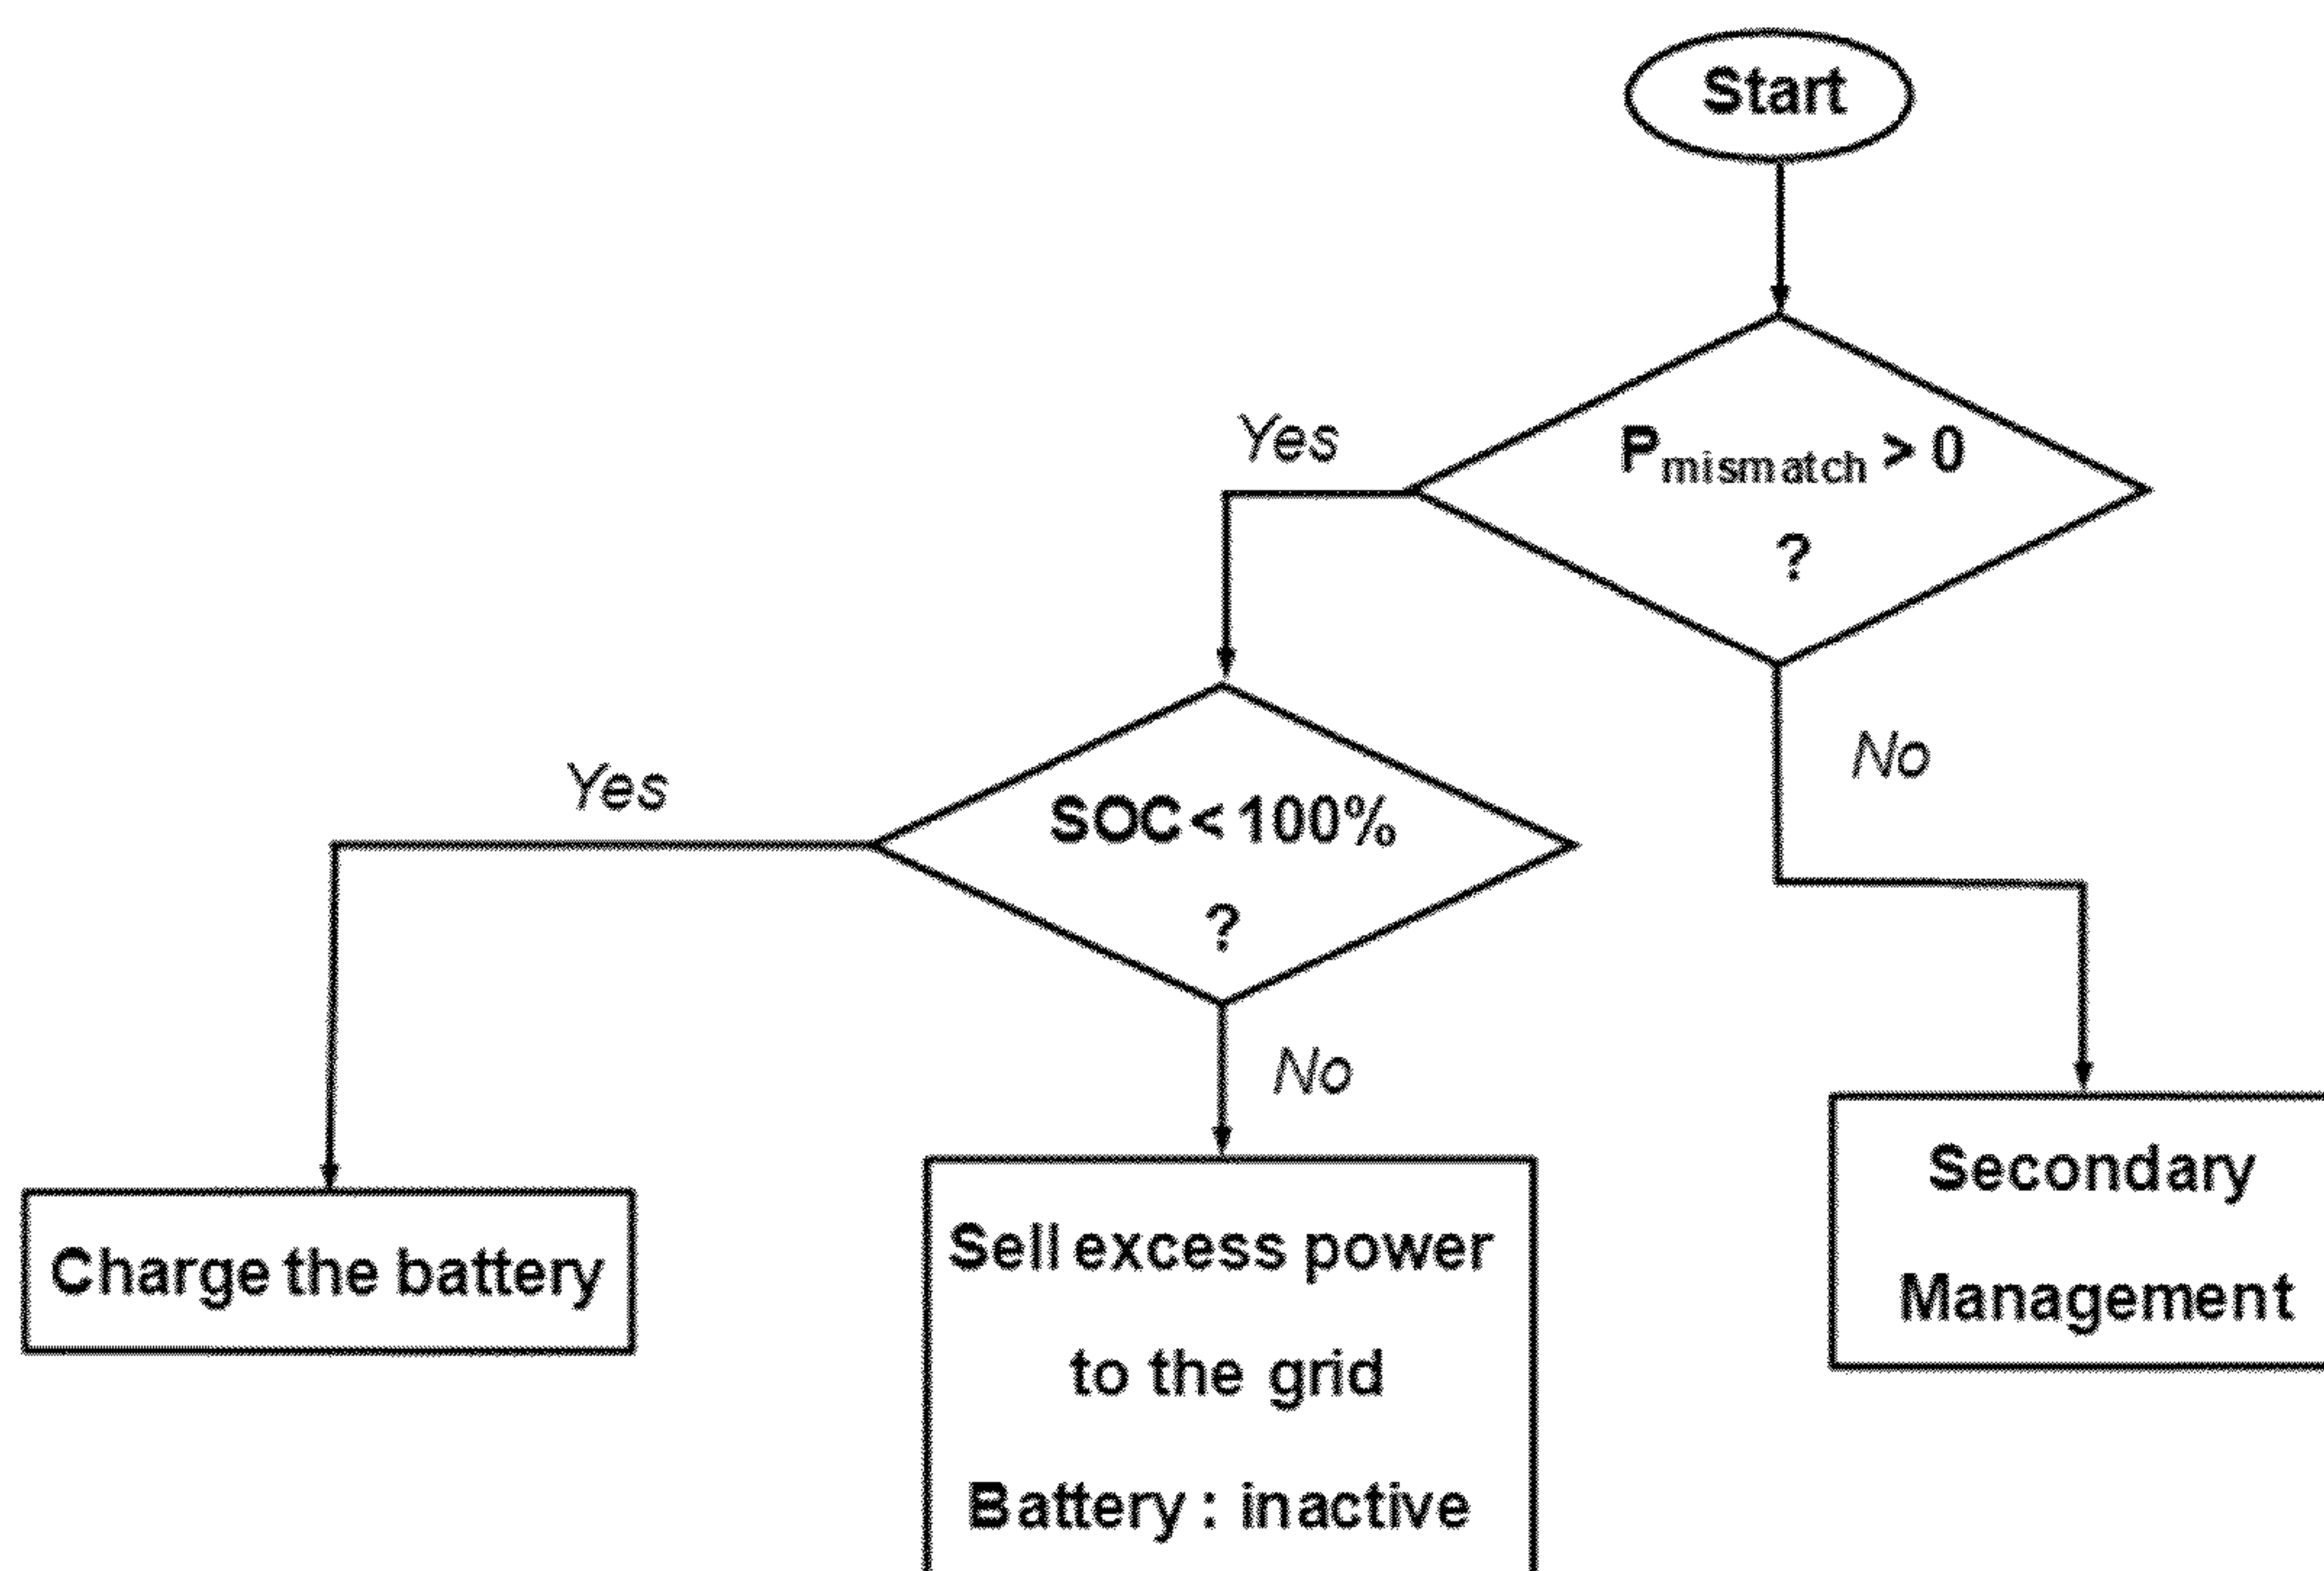 Start
P_mismatch > 0
?
Yes
No
SOC < 100%
?
Yes
No
Charge the battery
Sell excess power
to the grid
Battery : inactive
Secondary
Management